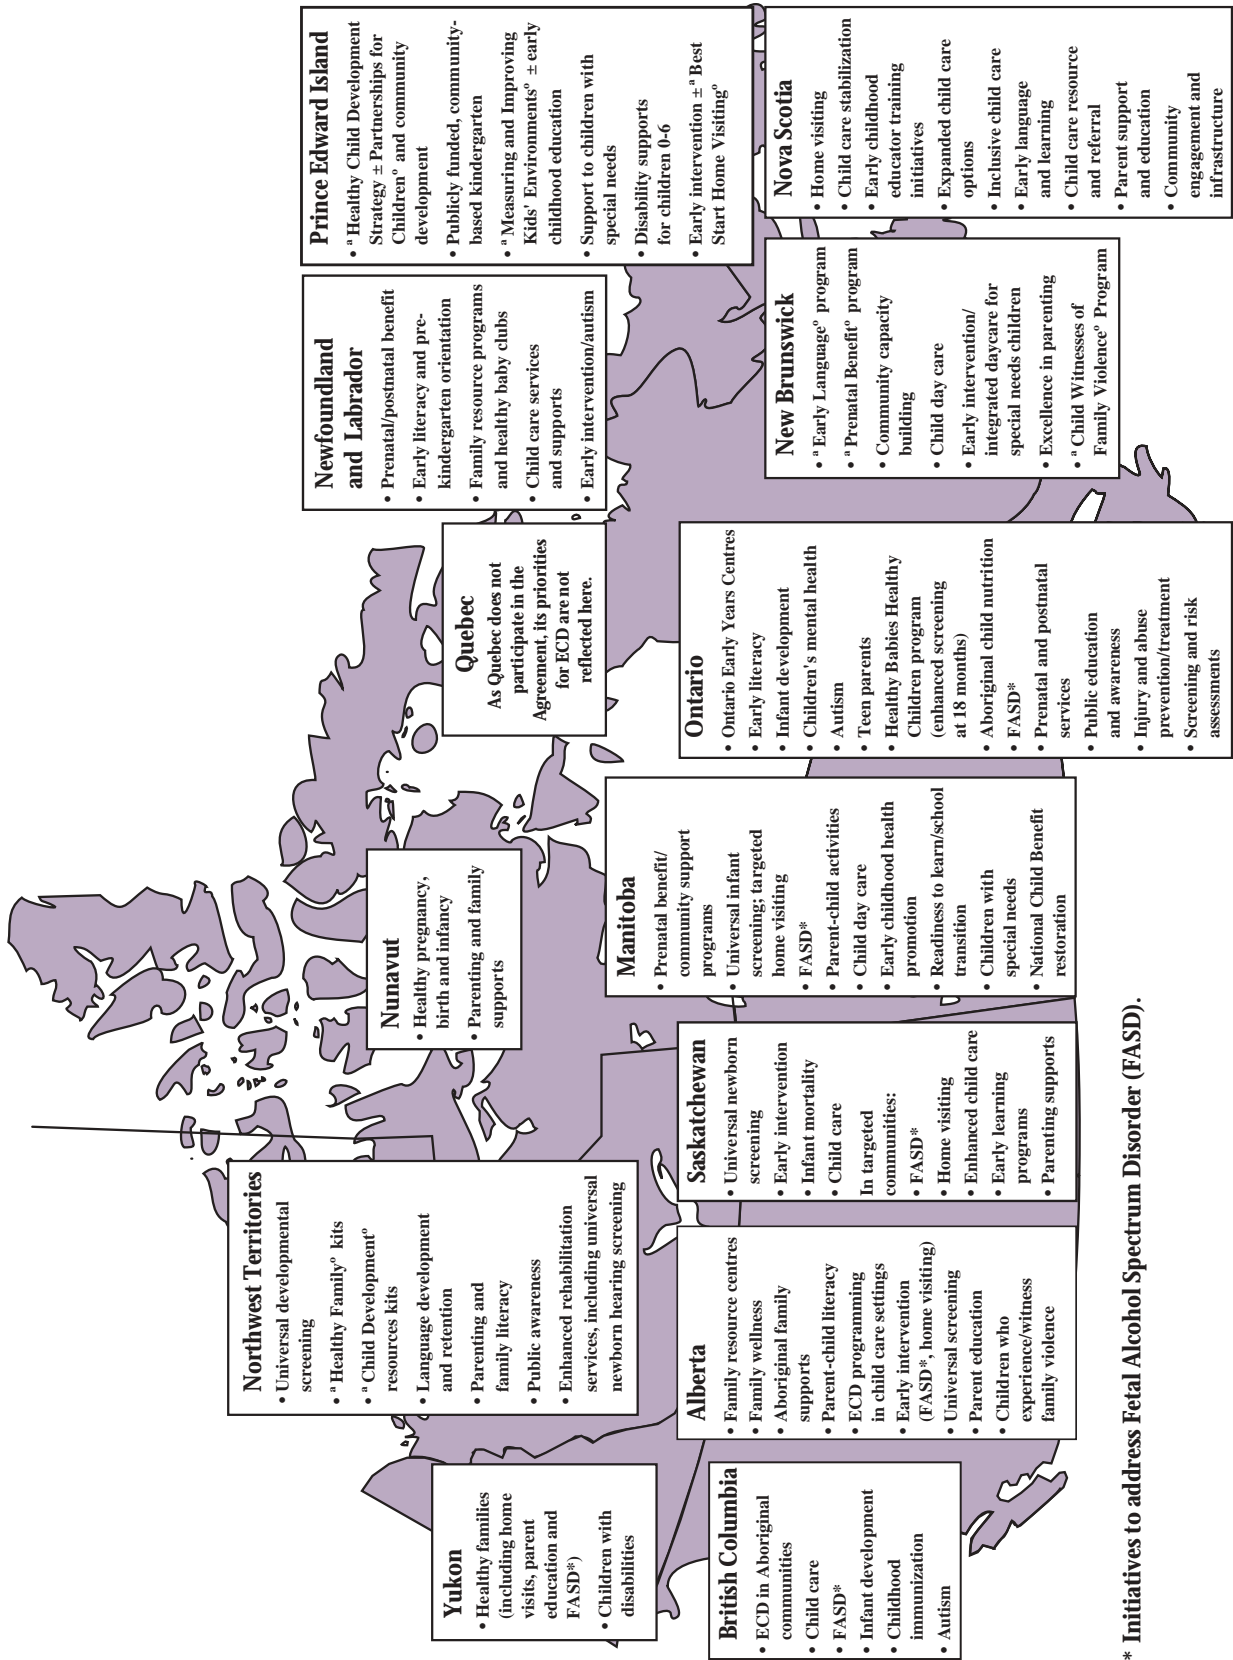 Yukon
• Healthy families
(including home
visits, parent
education and
FASD*)
• Children with
disabilities
British Columbia
• ECD in Aboriginal
communities
• Child care
• FASD*
• Infant development
• Childhood
immunization
• Autism
Northwest Territories
• Universal developmental
screening
• ª Healthy Familyº kits
• ª Child Developmentº
resources kits
• Language development
and retention
• Parenting and
family literacy
• Public awareness
• Enhanced rehabilitation
services, including universal
newborn hearing screening
Alberta
• Family resource centres
• Family wellness
• Aboriginal family
supports
• Parent-child literacy
• ECD programming
in child care settings
• Early intervention
(FASD*, home visiting)
• Universal screening
• Parent education
• Children who
experience/witness
family violence
Saskatchewan
• Universal newborn
screening
• Early intervention
• Infant mortality
• Child care
In targeted
communities:
• FASD*
• Home visiting
• Enhanced child care
• Early learning
programs
• Parenting supports
Nunavut
• Healthy pregnancy,
birth and infancy
• Parenting and family
supports
Manitoba
• Prenatal benefit/
community support
programs
• Universal infant
screening; targeted
home visiting
• FASD*
• Parent-child activities
• Child day care
• Early childhood health
promotion
• Readiness to learn/school
transition
• Children with
special needs
• National Child Benefit
restoration
Quebec
As Quebec does not
participate in the
Agreement, its priorities
for ECD are not
reflected here.
Ontario
• Ontario Early Years Centres
• Early literacy
• Infant development
• Children's mental health
• Autism
• Teen parents
• Healthy Babies Healthy
Children program
(enhanced screening
at 18 months)
• Aboriginal child nutrition
• FASD*
• Prenatal and postnatal
services
• Public education
and awareness
• Injury and abuse
prevention/treatment
• Screening and risk
assessments
Newfoundland
and Labrador
• Prenatal/postnatal benefit
• Early literacy and pre-
kindergarten orientation
• Family resource programs
and healthy baby clubs
• Child care services
and supports
• Early intervention/autism
New Brunswick
• ª Early Languageº program
• ª Prenatal Benefitº program
• Community capacity
building
• Child day care
• Early intervention/
integrated daycare for
special needs children
• Excellence in parenting
• ª Child Witnesses of
Family Violenceº Program
Prince Edward Island
• ª Healthy Child Development
Strategy ± Partnerships for
Childrenº and community
development
• Publicly funded, community-
based kindergarten
• ª Measuring and Improving
Kids' Environmentsº ± early
childhood education
• Support to children with
special needs
• Disability supports
for children 0-6
• Early intervention ± ª Best
Start Home Visitingº
Nova Scotia
• Home visiting
• Child care stabilization
• Early childhood
educator training
initiatives
• Expanded child care
options
• Inclusive child care
• Early language
and learning
• Child care resource
and referral
• Parent support
and education
• Community
engagement and
infrastructure
* Initiatives to address Fetal Alcohol Spectrum Disorder (FASD).